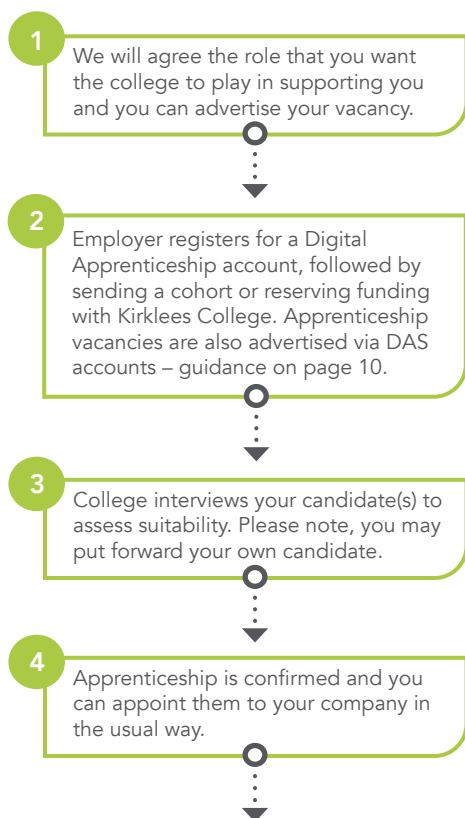 1
We will agree the role that you want
the college to play in supporting you
and you can advertise your vacancy.
2
Employer registers for a Digital
Apprenticeship account, followed by
sending a cohort or reserving funding
with Kirklees College. Apprenticeship
vacancies are also advertised via DAS
accounts – guidance on page 10.
3
College interviews your candidate(s) to
assess suitability. Please note, you may
put forward your own candidate.
4
Apprenticeship is confirmed and you
can appoint them to your company in
the usual way.